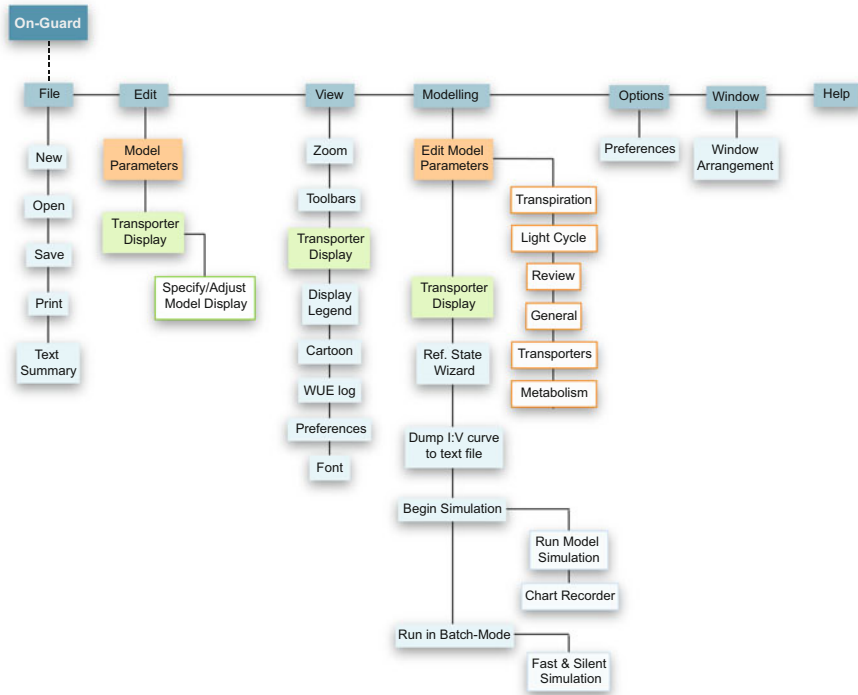 On-Guard
File
Edit
View
Modelling
Options
Window
Help
New
Open
Save
Print
Text
Summary
Model
Parameters
Transporter
Display
Specify/Adjust
Model Display
Zoom
Toolbars
Transporter
Display
Display
Legend
Cartoon
WUE log
Preferences
Font
Edit Model
Parameters
Transpiration
Light Cycle
Review
General
Transporters
Metabolism
Transporter
Display
Ref. State
Wizard
Dump I:V curve
to text file
Begin Simulation
Run Model
Simulation
Chart Recorder
Run in Batch-Mode
Fast & Silent
Simulation
Preferences
Window
Arrangement